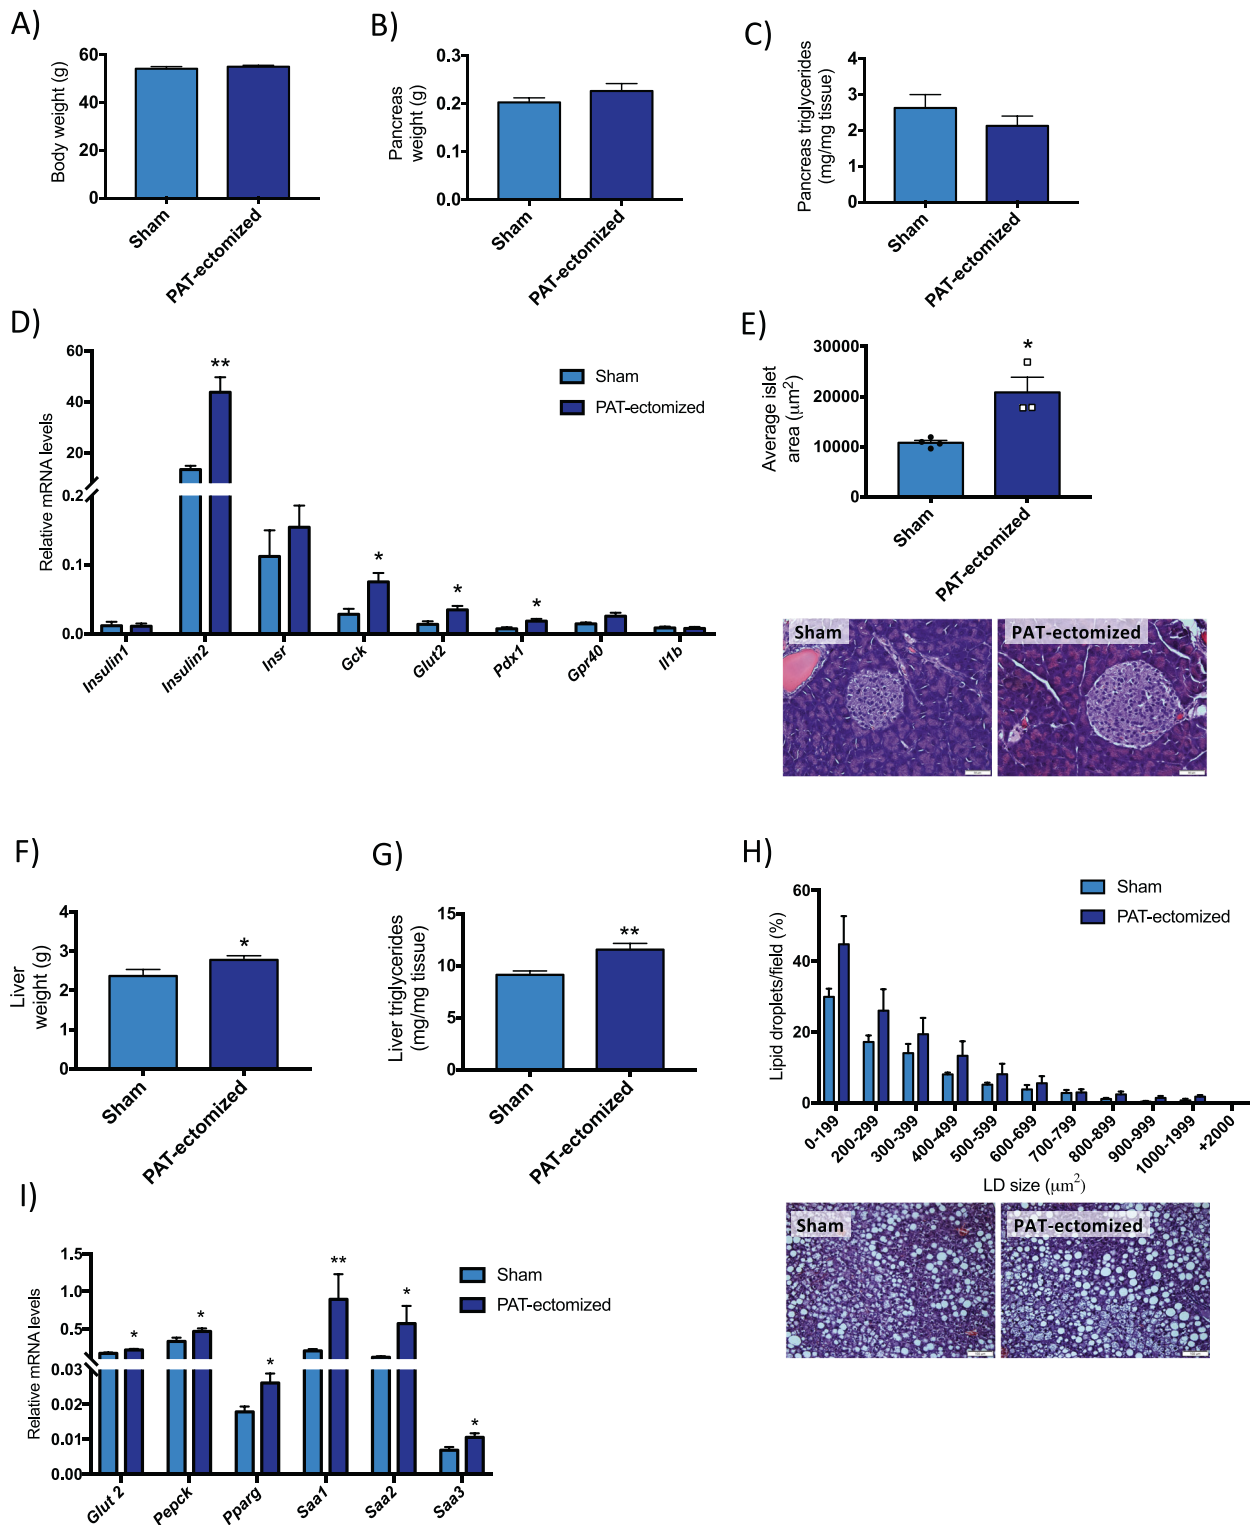 A)
Body weight (g)
60
40
20
0
Sham
PAT-ectomized
B)
Pancreas
weight (g)
0.3
0.2
0.1
0.0
Sham
PAT-ectomized
C)
Pancreas triglycerides
(mg/mg tissue)
4
3
2
1
0
Sham
PAT-ectomized
D)
Relative mRNA levels
60
40
20
0.2
0.1
0.0
**
*
*
*
Sham
PAT-ectomized
Insulin1
Insulin2
Insr
Gck
Glut2
Pdx1
Gpr40
Il1b
E)
Average islet
area (μm²)
30000
20000
10000
0
*
Sham
PAT-ectomized
Sham
PAT-ectomized
F)
Liver
weight (g)
4
3
2
1
0
*
Sham
PAT-ectomized
G)
Liver triglycerides
(mg/mg tissue)
15
10
5
0
**
Sham
PAT-ectomized
H)
Lipid droplets/field (%)
60
40
20
0
Sham
PAT-ectomized
0-199
200-299
300-399
400-499
500-599
600-699
700-799
800-899
900-999
1000-1999
+2000
LD size (μm²)
Sham
PAT-ectomized
I)
Relative mRNA levels
1.5
1.0
0.5
0.03
0.02
0.01
0.00
*
*
*
**
*
*
Sham
PAT-ectomized
Glut 2
Pepck
Pparg
Saa1
Saa2
Saa3